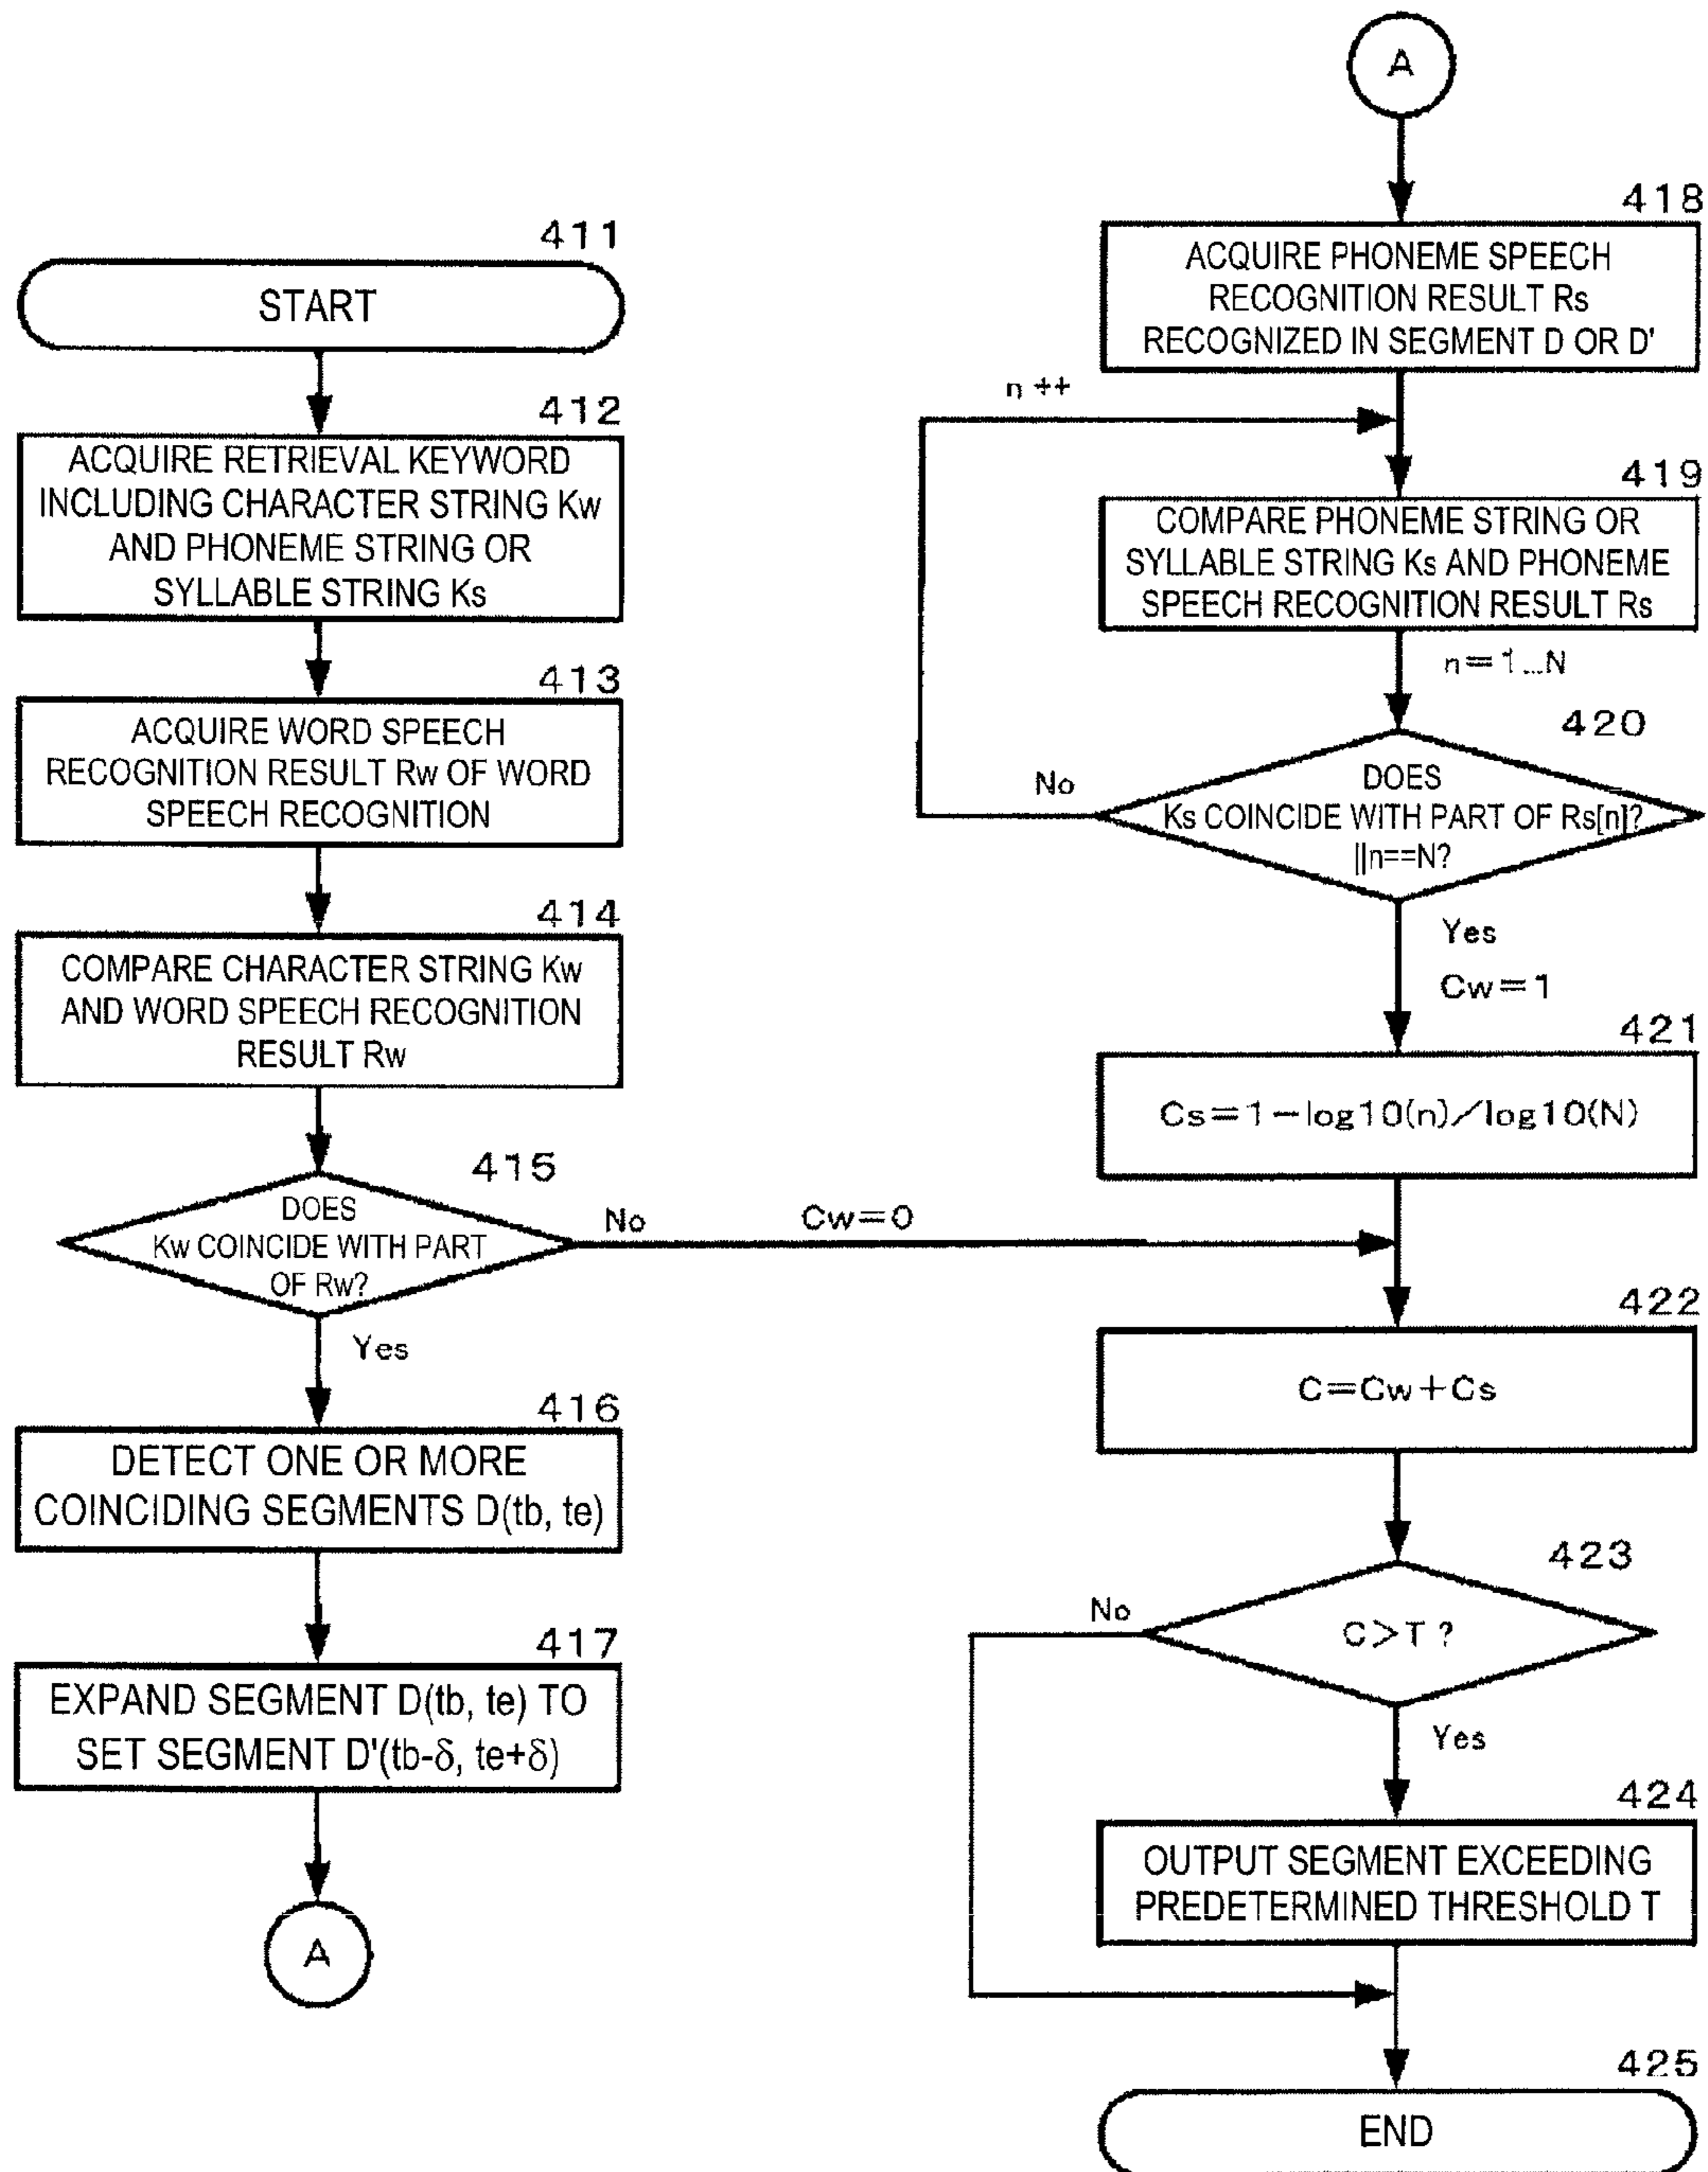 411
START
412
ACQUIRE RETRIEVAL KEYWORD
INCLUDING CHARACTER STRING Kw
AND PHONEME STRING OR
SYLLABLE STRING Ks
413
ACQUIRE WORD SPEECH
RECOGNITION RESULT Rw OF WORD
SPEECH RECOGNITION
414
COMPARE CHARACTER STRING Kw
AND WORD SPEECH RECOGNITION
RESULT Rw
415
DOES
Kw COINCIDE WITH PART
OF Rw?
No
Cw=0
Yes
416
DETECT ONE OR MORE
COINCIDING SEGMENTS D(tb, te)
417
EXPAND SEGMENT D(tb, te) TO
SET SEGMENT D'(tb-δ, te+δ)
A
A
418
ACQUIRE PHONEME SPEECH
RECOGNITION RESULT Rs
RECOGNIZED IN SEGMENT D OR D'
n ++
419
COMPARE PHONEME STRING OR
SYLLABLE STRING Ks AND PHONEME
SPEECH RECOGNITION RESULT Rs
n=1...N
420
DOES
Ks COINCIDE WITH PART OF Rs[n]?
||n==N?
No
Yes
Cw=1
421
Cs=1-log10(n)/log10(N)
422
C=Cw+Cs
423
C>T ?
No
Yes
424
OUTPUT SEGMENT EXCEEDING
PREDETERMINED THRESHOLD T
425
END